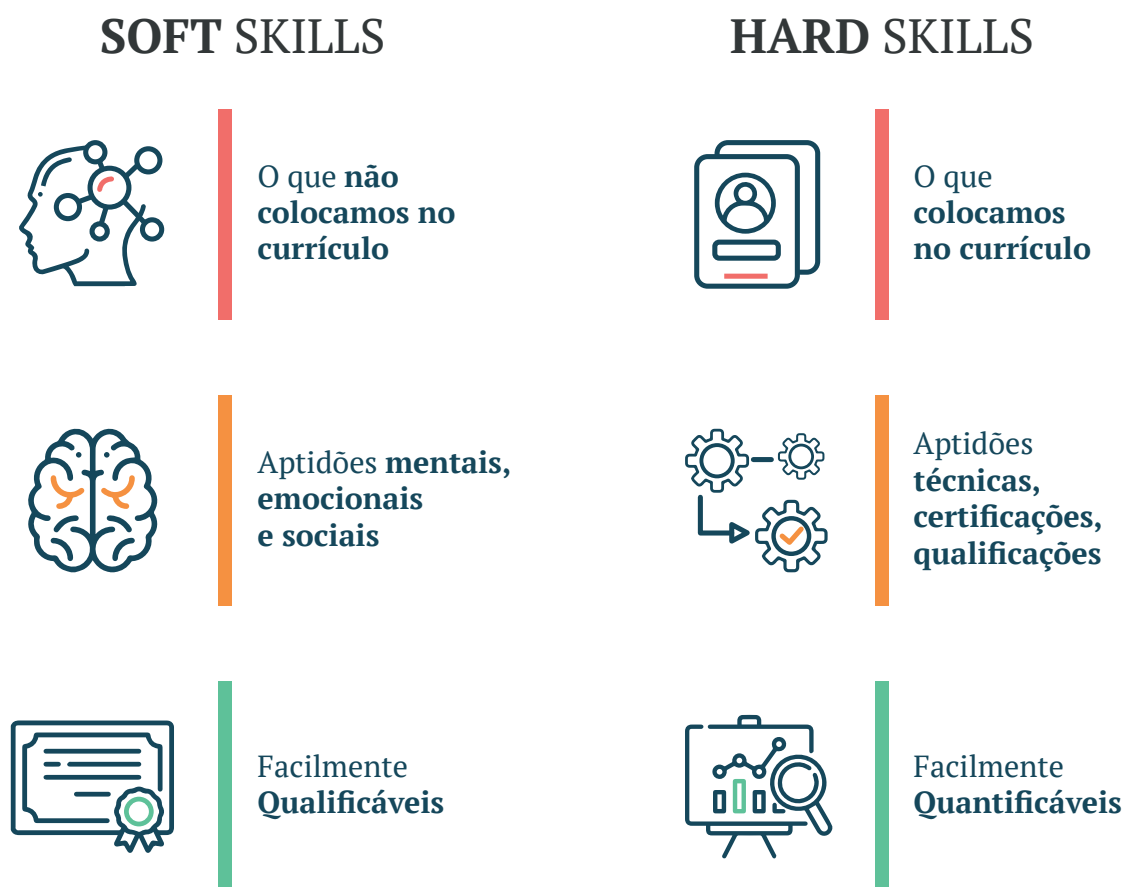 SOFT SKILLS
O que não
colocamos no
currículo
Aptidões mentais,
emocionais
e sociais
Facilmente
Qualificáveis
HARD SKILLS
O que
colocamos
no currículo
Aptidões
técnicas,
certificações,
qualificações
Facilmente
Quantificáveis